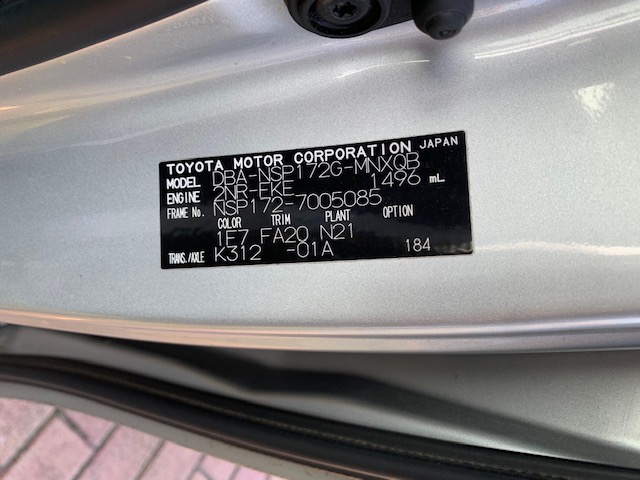 TOYOTA MOTOR CORPORATION JAPAN
MODEL DBA-NSP172G-MNXQB
ENGINE 2NR-FKE 1496 mL
FRAME No. NSP172-7005085
COLOR TRIM PLANT OPTION
1E7 FA20 N21
TRANS./AXLE K312 -01A 184